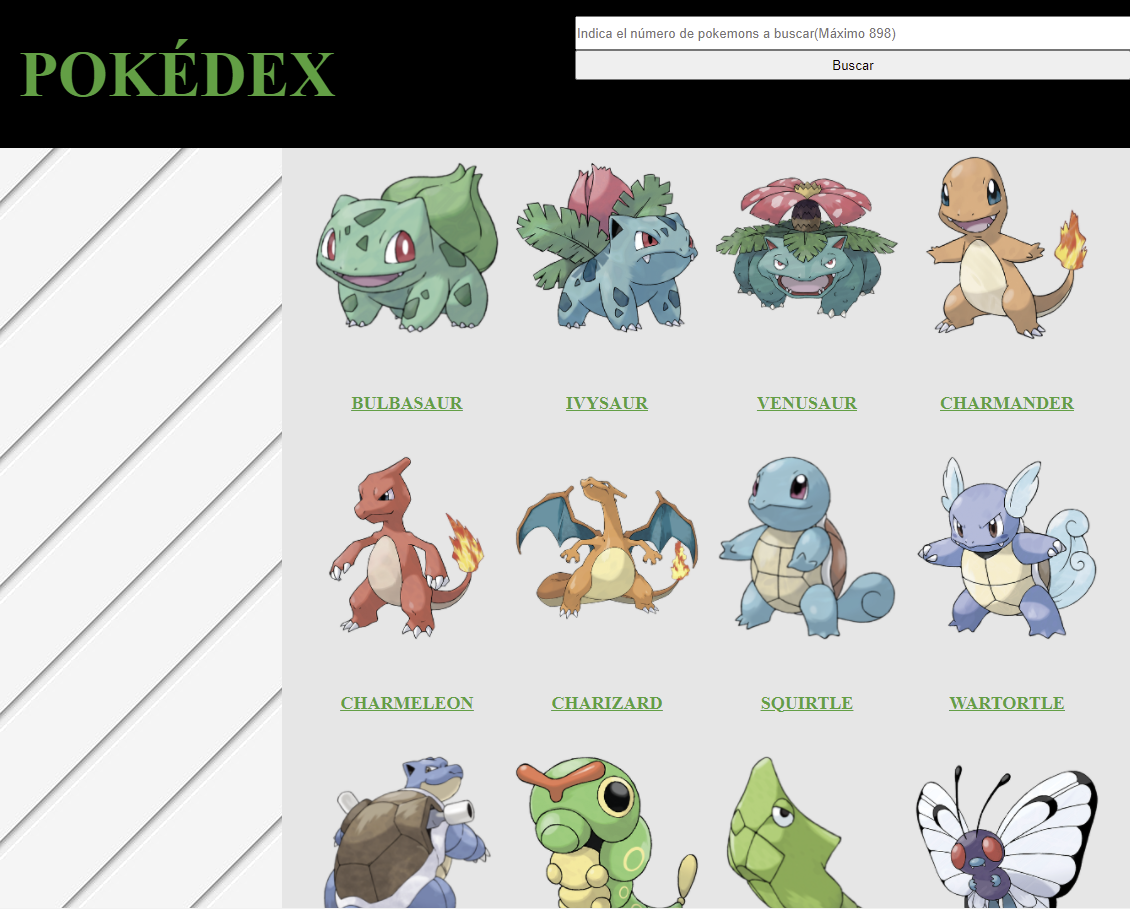 POKÉDEX
Indica el número de pokemons a buscar(Máximo 898)
Buscar
BULBASAUR
IVYSAUR
VENUSAUR
CHARMANDER
CHARMELEON
CHARIZARD
SQUIRTLE
WARTORTLE